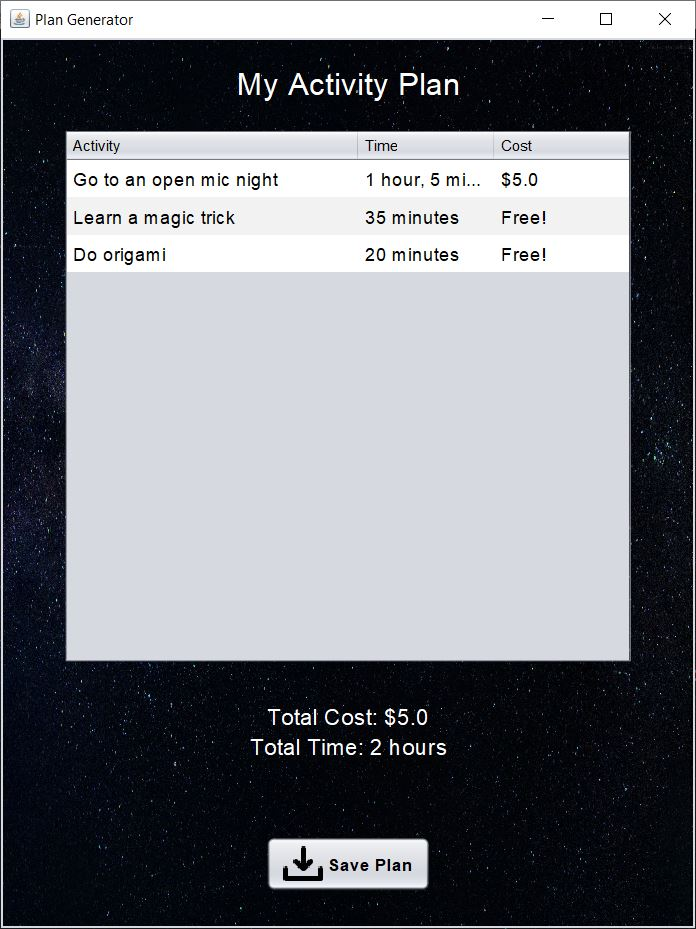 Plan Generator
My Activity Plan
Activity Time Cost
Go to an open mic night 1 hour, 5 mi... $5.0
Learn a magic trick 35 minutes Free!
Do origami 20 minutes Free!
Total Cost: $5.0
Total Time: 2 hours
Save Plan